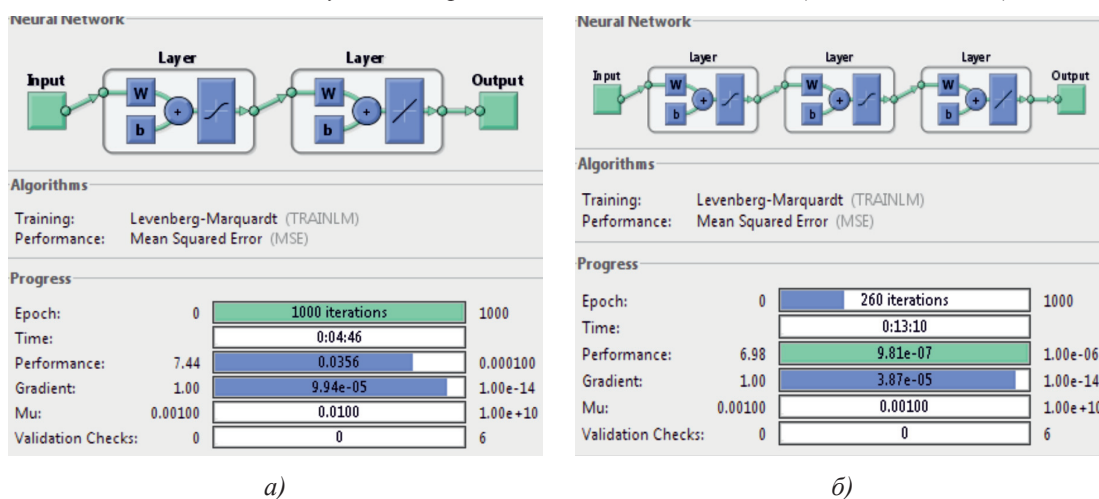 Neural Network
Layer Layer
Input Output
W W
+ +
b b
Algorithms
Training: Levenberg-Marquardt (TRAINLM)
Performance: Mean Squared Error (MSE)
Progress
Epoch: 0 1000 iterations 1000
Time: 0:04:46
Performance: 7.44 0.0356 0.000100
Gradient: 1.00 9.94e-05 1.00e-14
Mu: 0.00100 0.0100 1.00e+10
Validation Checks: 0 0 6
а)
Neural Network
Layer Layer Layer
Input Output
W W W
+ + +
b b b
Algorithms
Training: Levenberg-Marquardt (TRAINLM)
Performance: Mean Squared Error (MSE)
Progress
Epoch: 0 260 iterations 1000
Time: 0:13:10
Performance: 6.98 9.81e-07 1.00e-06
Gradient: 1.00 3.87e-05 1.00e-14
Mu: 0.00100 0.00100 1.00e+10
Validation Checks: 0 0 6
б)